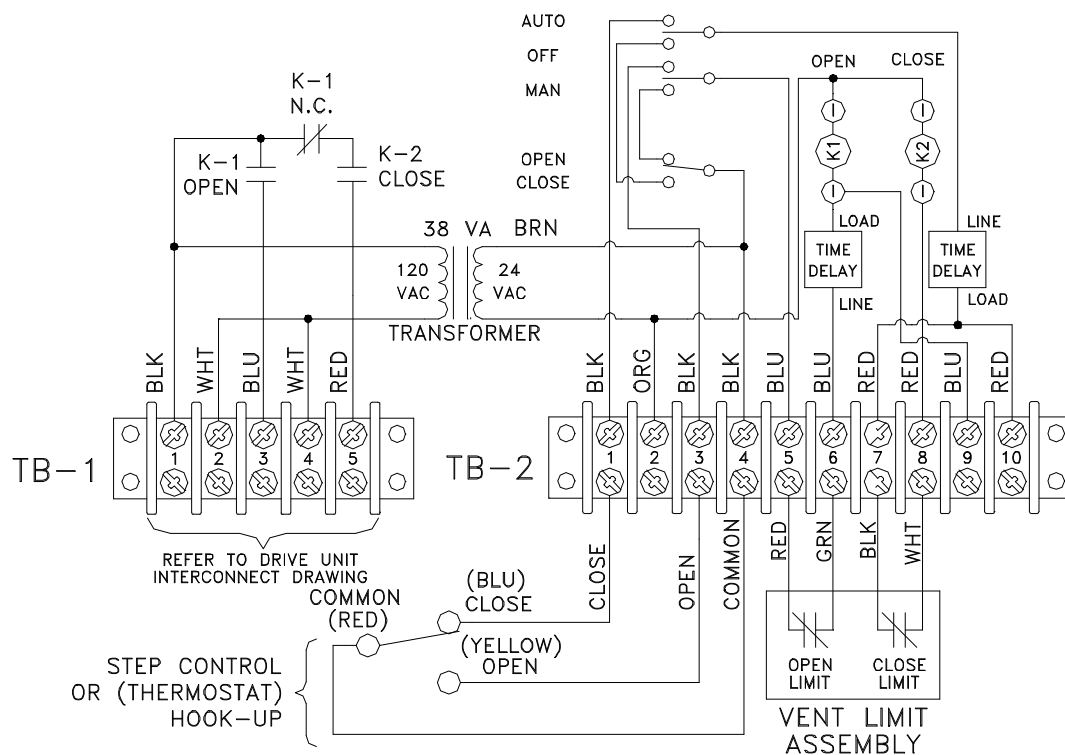 AUTO
OFF
MAN
OPEN
CLOSE
OPEN
CLOSE
K-1
N.C.
K-1
OPEN
K-2
CLOSE
K1
K2
38 VA BRN
120
VAC
24
VAC
TRANSFORMER
LOAD
TIME
DELAY
LINE
LINE
TIME
DELAY
LOAD
BLK
WHT
BLU
WHT
RED
BLK
ORG
BLK
BLK
BLU
BLU
RED
RED
BLU
RED
TB-1
1
2
3
4
5
TB-2
1
2
3
4
5
6
7
8
9
10
REFER TO DRIVE UNIT
INTERCONNECT DRAWING
CLOSE
OPEN
COMMON
RED
GRN
BLK
WHT
COMMON
(RED)
(BLU)
CLOSE
(YELLOW)
OPEN
STEP CONTROL
OR (THERMOSTAT)
HOOK-UP
OPEN
LIMIT
CLOSE
LIMIT
VENT LIMIT
ASSEMBLY